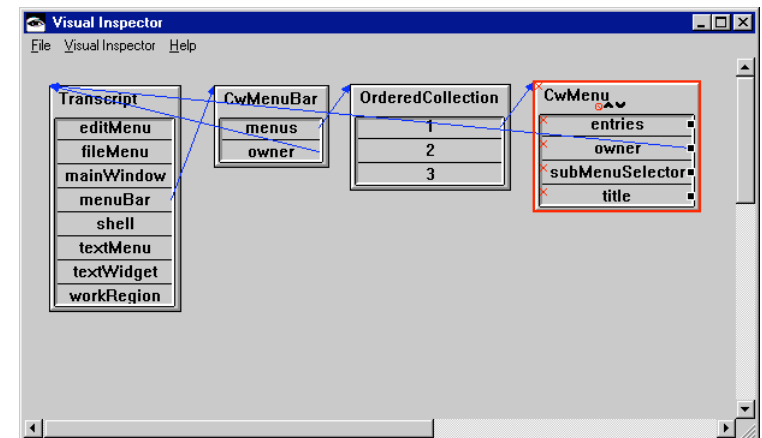 Visual Inspector
File Visual Inspector Help
Transcript
editMenu
fileMenu
mainWindow
menuBar
shell
textMenu
textWidget
workRegion
CwMenuBar
menus
owner
OrderedCollection
1
2
3
CwMenu
entries
owner
subMenuSelector
title